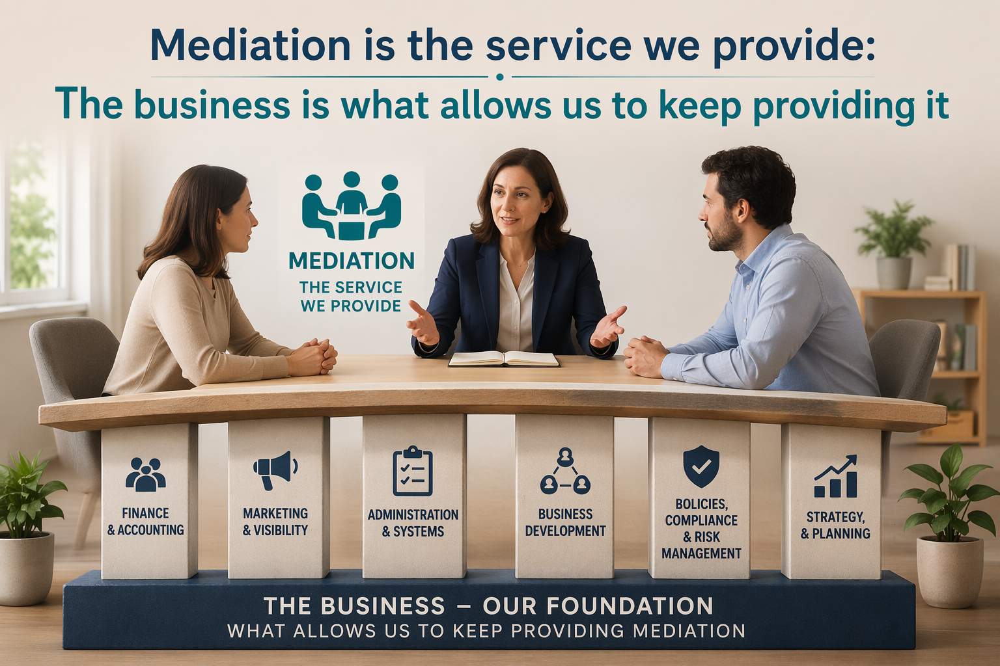 Mediation is the service we provide:
The business is what allows us to keep providing it
MEDIATION
THE SERVICE
WE PROVIDE
FINANCE
& ACCOUNTING
MARKETING
& VISIBILITY
ADMINISTRATION
& SYSTEMS
BUSINESS
DEVELOPMENT
BOLICIES,
COMPLIANCE
& RISK
MANAGEMENT
STRATEGY,
& PLANNING
THE BUSINESS – OUR FOUNDATION
WHAT ALLOWS US TO KEEP PROVIDING MEDIATION